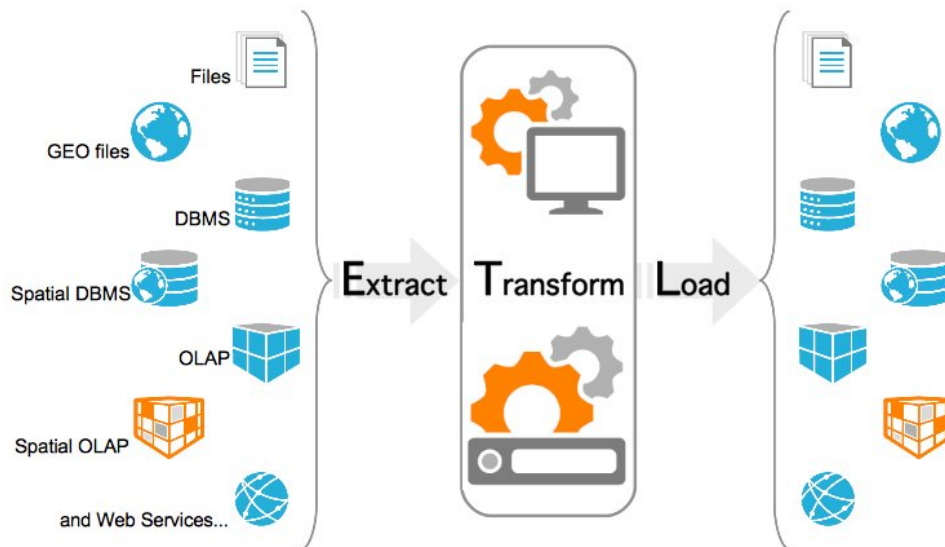 Files
GEO files
DBMS
Spatial DBMS
OLAP
Spatial OLAP
and Web Services...
Extract
Transform
Load